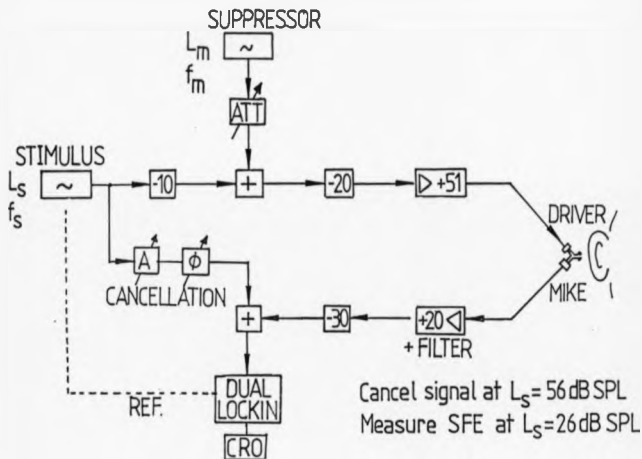 SUPPRESSOR
Lm
~
fm
ATT
STIMULUS
Ls
~
-10
+
-20
▷ +51
fs
DRIVER
A
ϕ
CANCELLATION
MIKE
+
-30
+20 ◁
+ FILTER
DUAL
LOCKIN
REF.
CRO
Cancel signal at Ls = 56 dB SPL
Measure SFE at Ls = 26 dB SPL